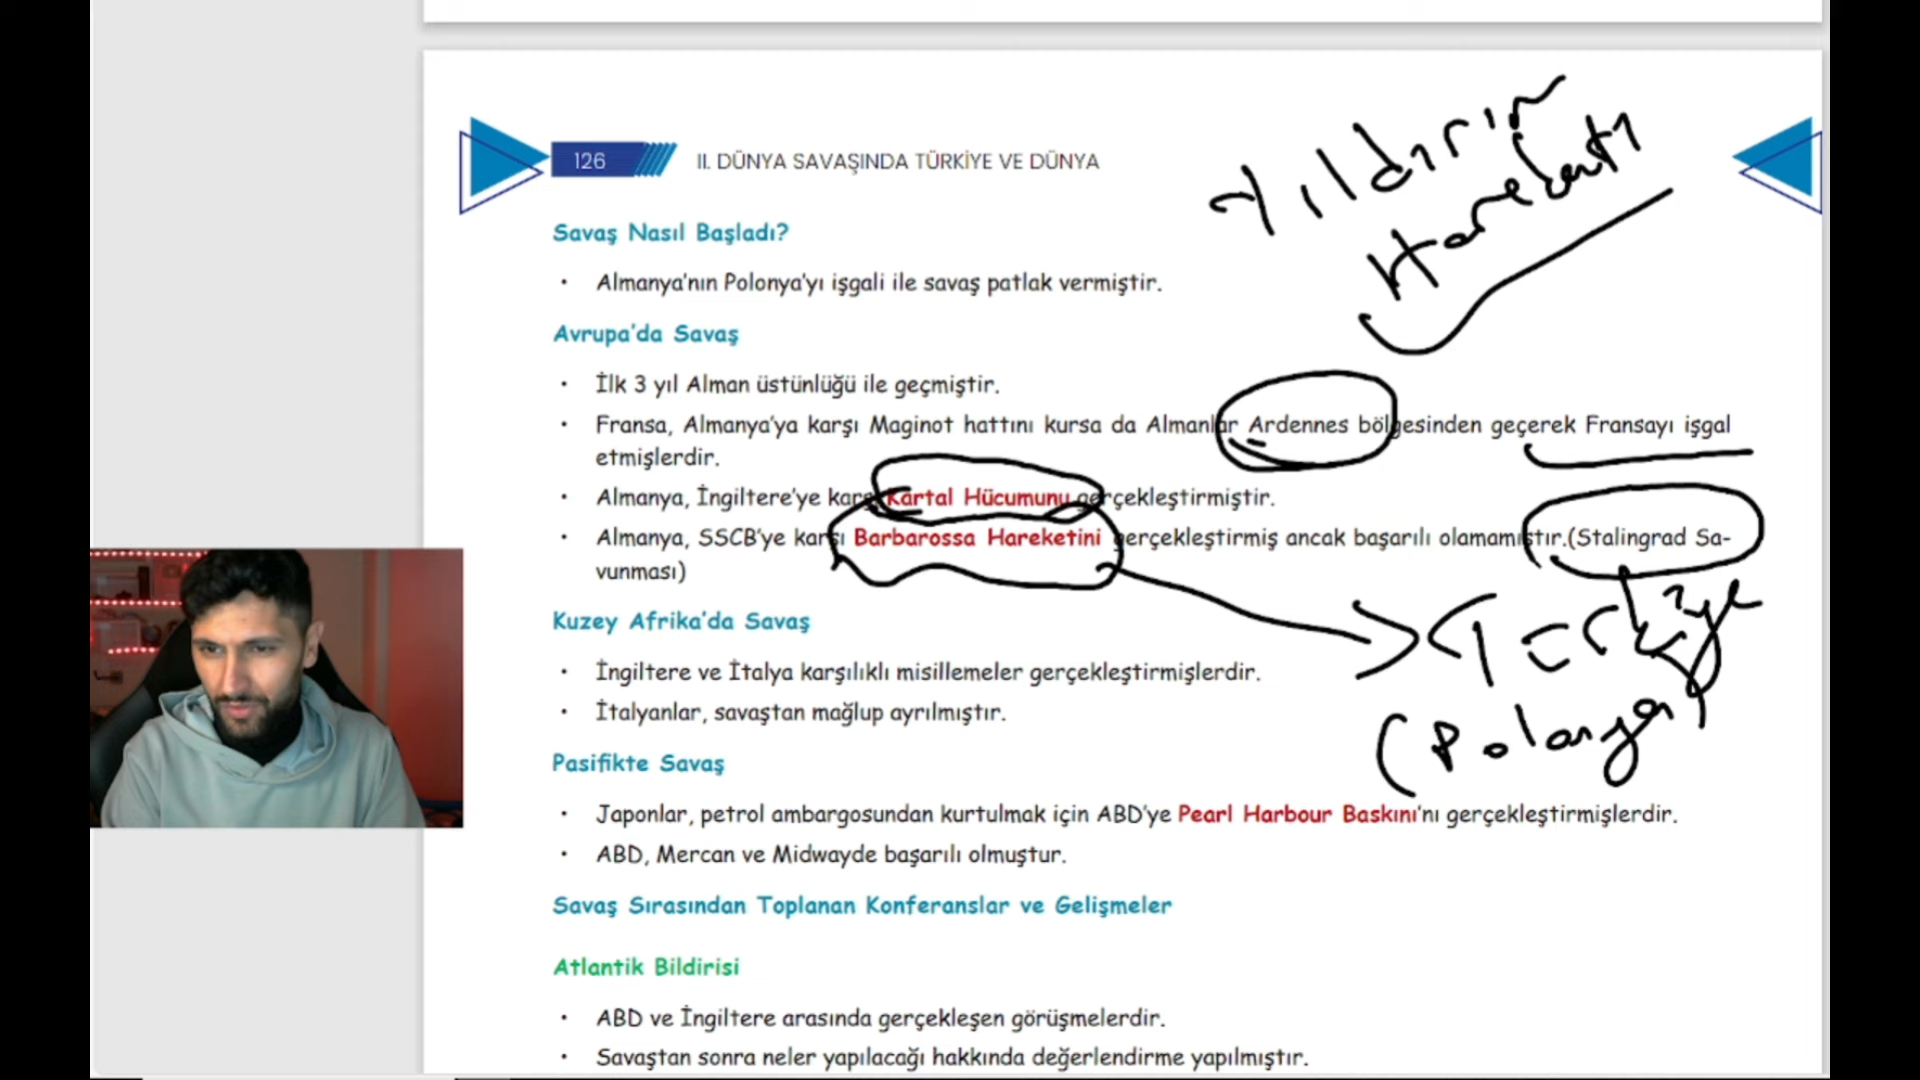 126 II. DÜNYA SAVAŞINDA TÜRKİYE VE DÜNYA
Yıldırım
Harekatı
Savaş Nasıl Başladı?
• Almanya'nın Polonya'yı işgali ile savaş patlak vermiştir.
Avrupa'da Savaş
• İlk 3 yıl Alman üstünlüğü ile geçmiştir.
• Fransa, Almanya'ya karşı Maginot hattını kursa da Almanlar Ardennes bölgesinden geçerek Fransayı işgal
etmişlerdir.
• Almanya, İngiltere'ye karşı Kartal Hücumunu gerçekleştirmiştir.
• Almanya, SSCB'ye karşı Barbarossa Hareketini gerçekleştirmiş ancak başarılı olamamıştır.(Stalingrad Sa-
vunması)
Türkiye
(Polonya)
Kuzey Afrika'da Savaş
• İngiltere ve İtalya karşılıklı misillemeler gerçekleştirmişlerdir.
• İtalyanlar, savaştan mağlup ayrılmıştır.
Pasifikte Savaş
• Japonlar, petrol ambargosundan kurtulmak için ABD'ye Pearl Harbour Baskını'nı gerçekleştirmişlerdir.
• ABD, Mercan ve Midwayde başarılı olmuştur.
Savaş Sırasından Toplanan Konferanslar ve Gelişmeler
Atlantik Bildirisi
• ABD ve İngiltere arasında gerçekleşen görüşmelerdir.
• Savaştan sonra neler yapılacağı hakkında değerlendirme yapılmıştır.